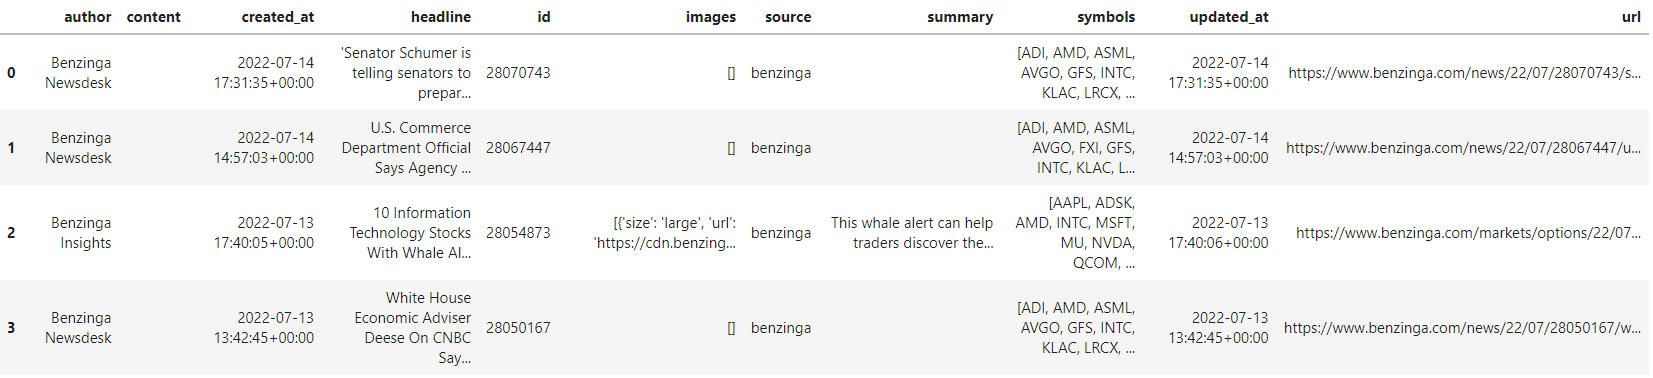 author content created_at headline id images source summary symbols updated_at url
0 Benzinga Newsdesk 2022-07-14 17:31:35+00:00 'Senator Schumer is telling senators to prepar... 28070743 [] benzinga [ADI, AMD, ASML, AVGO, GFS, INTC, KLAC, LRCX, ... 2022-07-14 17:31:35+00:00 https://www.benzinga.com/news/22/07/28070743/s...
1 Benzinga Newsdesk 2022-07-14 14:57:03+00:00 U.S. Commerce Department Official Says Agency ... 28067447 [] benzinga [ADI, AMD, ASML, AVGO, FXI, GFS, INTC, KLAC, L... 2022-07-14 14:57:03+00:00 https://www.benzinga.com/news/22/07/28067447/u...
2 Benzinga Insights 2022-07-13 17:40:05+00:00 10 Information Technology Stocks With Whale Al... 28054873 [{'size': 'large', 'url': 'https://cdn.benzing... benzinga This whale alert can help traders discover the... [AAPL, ADSK, AMD, INTC, MSFT, MU, NVDA, QCOM, ... 2022-07-13 17:40:06+00:00 https://www.benzinga.com/markets/options/22/07...
3 Benzinga Newsdesk 2022-07-13 13:42:45+00:00 White House Economic Adviser Deese On CNBC Say... 28050167 [] benzinga [ADI, AMD, ASML, AVGO, GFS, INTC, KLAC, LRCX, ... 2022-07-13 13:42:45+00:00 https://www.benzinga.com/news/22/07/28050167/w...